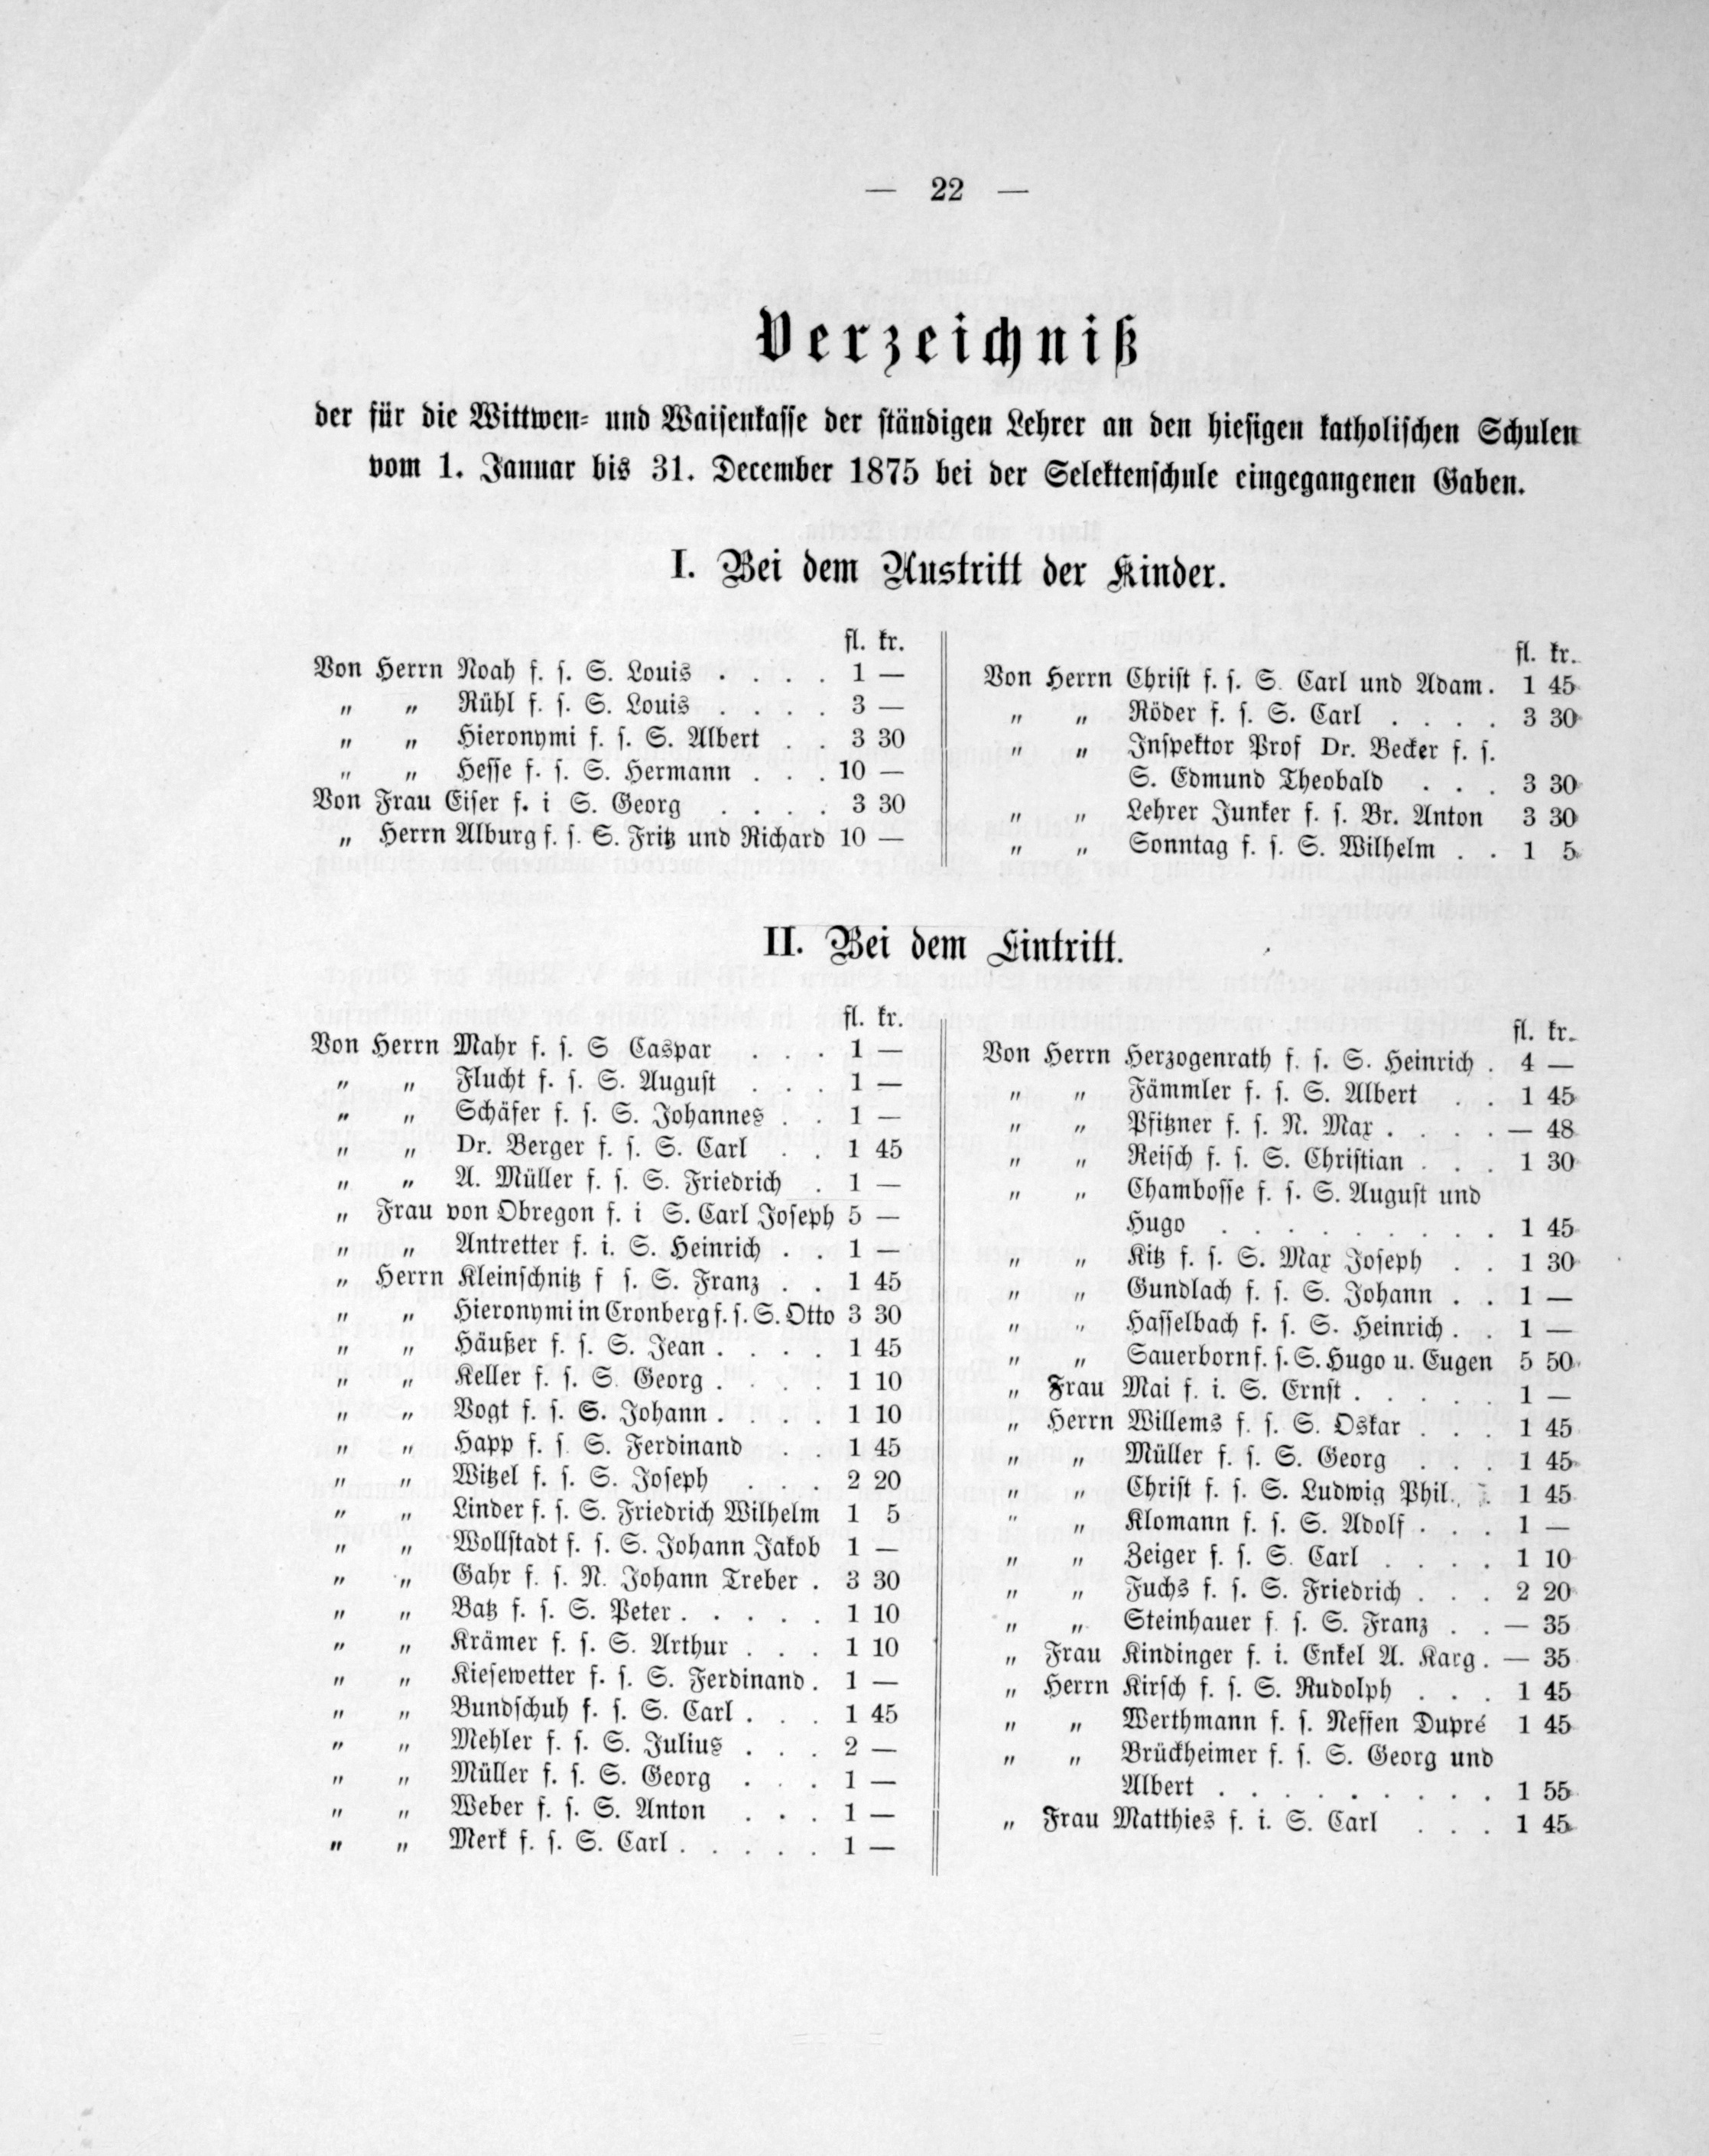 — 22 —
Verzeichniß
der für die Wittwen- und Waisenkasse der ständigen Lehrer an den hiesigen katholischen Schulen
vom 1. Januar bis 31. December 1875 bei der Selektenschule eingegangenen Gaben.
I. Bei dem Austritt der Kinder.
fl. kr.
Von Herrn Noah f. s. S. Louis . . . . 1 —
„ „ Rühl f. s. S. Louis . . . . 3 —
„ „ Hieronymi f. s. S. Albert . . 3 30
„ „ Hesse f. s. S. Hermann . . . 10 —
Von Frau Eiser f. i S. Georg . . . . 3 30
„ Herrn Alburg f. s. S. Fritz und Richard 10 —
fl. kr.
Von Herrn Christ f. s. S. Carl und Adam. 1 45
„ „ Röder f. s. S. Carl . . . . 3 30
„ „ Inspektor Prof Dr. Becker f. s.
S. Edmund Theobald . . . 3 30
„ „ Lehrer Junker f. s. Br. Anton 3 30
„ „ Sonntag f. s. S. Wilhelm . . 1 5
II. Bei dem Eintritt.
fl. kr.
Von Herrn Mahr f. s. S Caspar . . . 1 —
„ „ Flucht f. s. S. August . . . 1 —
„ „ Schäfer f. s. S. Johannes . . 1 —
„ „ Dr. Berger f. s. S. Carl . . 1 45
„ „ A. Müller f. s. S. Friedrich . 1 —
„ Frau von Obregon f. i S. Carl Joseph 5 —
„ „ Antretter f. i. S. Heinrich . . 1 —
„ Herrn Kleinschnitz f s. S. Franz . . 1 45
„ „ Hieronymi in Cronberg f. s. S. Otto 3 30
„ „ Häußer f. s. S. Jean . . . . 1 45
„ „ Keller f. s. S. Georg . . . . 1 10
„ „ Vogt f. s. S. Johann . . . . 1 10
„ „ Happ f. s. S. Ferdinand . . 1 45
„ „ Witzel f. s. S. Joseph . . . 2 20
„ „ Linder f. s. S. Friedrich Wilhelm 1 5
„ „ Wollstadt f. s. S. Johann Jakob 1 —
„ „ Gahr f. s. N. Johann Treber . 3 30
„ „ Batz f. s. S. Peter . . . . . 1 10
„ „ Krämer f. s. S. Arthur . . . 1 10
„ „ Kiesewetter f. s. S. Ferdinand . 1 —
„ „ Bundschuh f. s. S. Carl . . . 1 45
„ „ Mehler f. s. S. Julius . . . 2 —
„ „ Müller f. s. S. Georg . . . 1 —
„ „ Weber f. s. S. Anton . . . 1 —
„ „ Merk f. s. S. Carl . . . . . 1 —
fl. kr.
Von Herrn Herzogenrath f. s. S. Heinrich . 4 —
„ „ Fämmler f. s. S. Albert . . 1 45
„ „ Pfitzner f. s. N. Max . . . . — 48
„ „ Reisch f. s. S. Christian . . . 1 30
„ „ Chambosse f. s. S. August und
Hugo . . . . . . . . 1 45
„ „ Kitz f. s. S. Max Joseph . . 1 30
„ „ Gundlach f. s. S. Johann . . 1 —
„ „ Hasselbach f. s. S. Heinrich . . 1 —
„ „ Sauerborn f. s. S. Hugo u. Eugen 5 50
„ Frau Mai f. i. S. Ernst . . . . . 1 —
„ Herrn Willems f. s. S. Oskar . . . 1 45
„ „ Müller f. s. S. Georg . . . 1 45
„ „ Christ f. s. S. Ludwig Phil. . 1 45
„ „ Klomann f. s. S. Adolf . . . 1 —
„ „ Zeiger f. s. S. Carl . . . . 1 10
„ „ Fuchs f. s. S. Friedrich . . . 2 20
„ „ Steinhauer f. s. S. Franz . . — 35
„ Frau Kindinger f. i. Enkel A. Karg . — 35
„ Herrn Kirsch f. s. S. Rudolph . . . 1 45
„ „ Werthmann f. s. Neffen Dupré 1 45
„ „ Brückheimer f. s. S. Georg und
Albert . . . . . . . . . 1 55
„ Frau Matthies f. i. S. Carl . . . 1 45